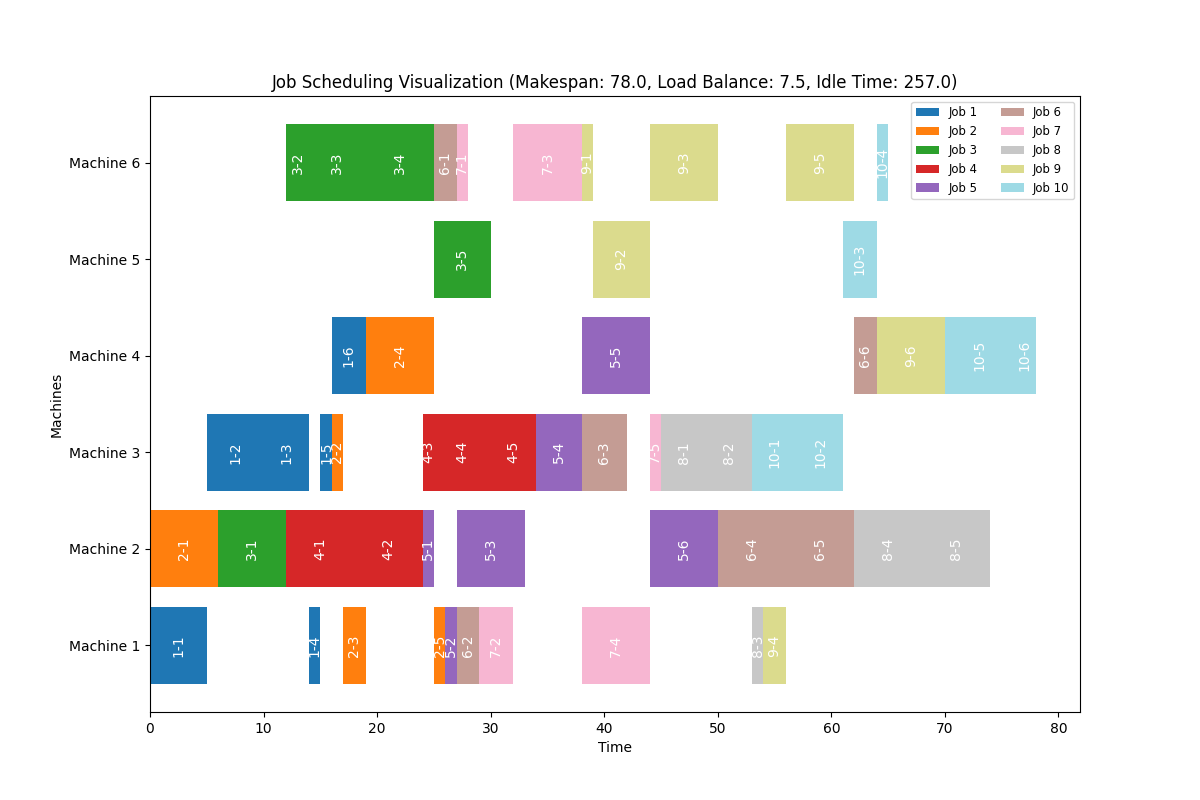 Job Scheduling Visualization (Makespan: 78.0, Load Balance: 7.5, Idle Time: 257.0)
Machines
Machine 6
3-2 3-3 3-4 6-1 7-1 7-3 9-1 9-3 9-5 10-4
Job 1 Job 6
Job 2 Job 7
Job 3 Job 8
Job 4 Job 9
Job 5 Job 10
Machine 5
3-5 9-2 10-3
Machine 4
1-6 2-4 5-5 6-6 9-6 10-5 10-6
Machine 3
1-2 1-3 1-5 2-2 4-3 4-4 4-5 5-4 6-3 7-5 8-1 8-2 10-1 10-2
Machine 2
2-1 3-1 4-1 4-2 5-1 5-3 5-6 6-4 6-5 8-4 8-5
Machine 1
1-1 1-4 2-3 2-5 5-2 6-2 7-2 7-4 8-3 9-4
0 10 20 30 40 50 60 70 80
Time